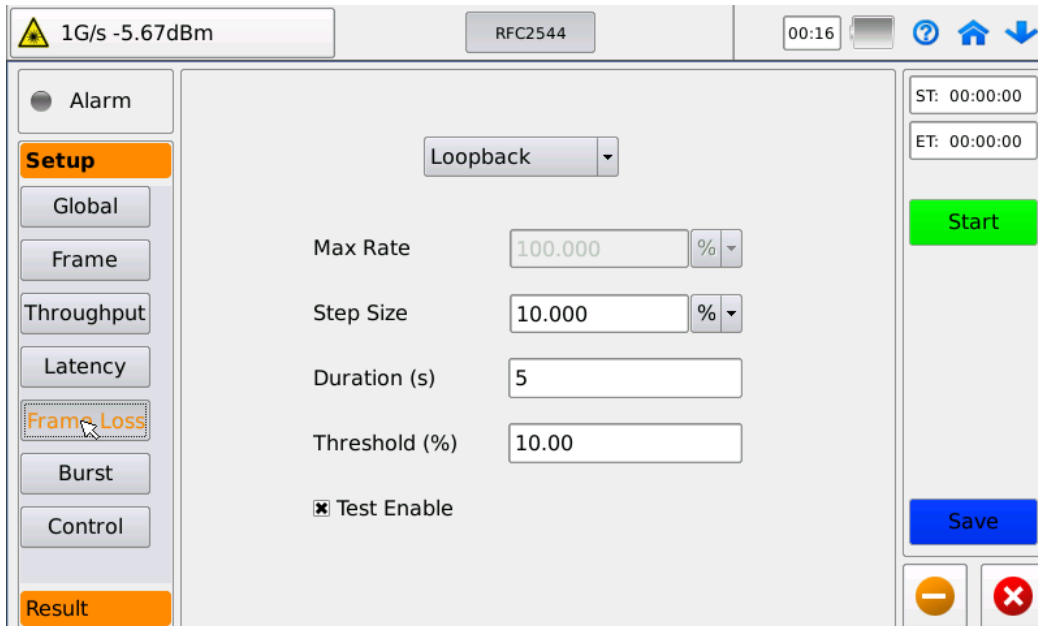 1G/s -5.67dBm
RFC2544
00:16
Alarm
Setup
Global
Frame
Throughput
Latency
Frame Loss
Burst
Control
Result
Loopback
Max Rate 100.000 %
Step Size 10.000 %
Duration (s) 5
Threshold (%) 10.00
Test Enable
ST: 00:00:00
ET: 00:00:00
Start
Save